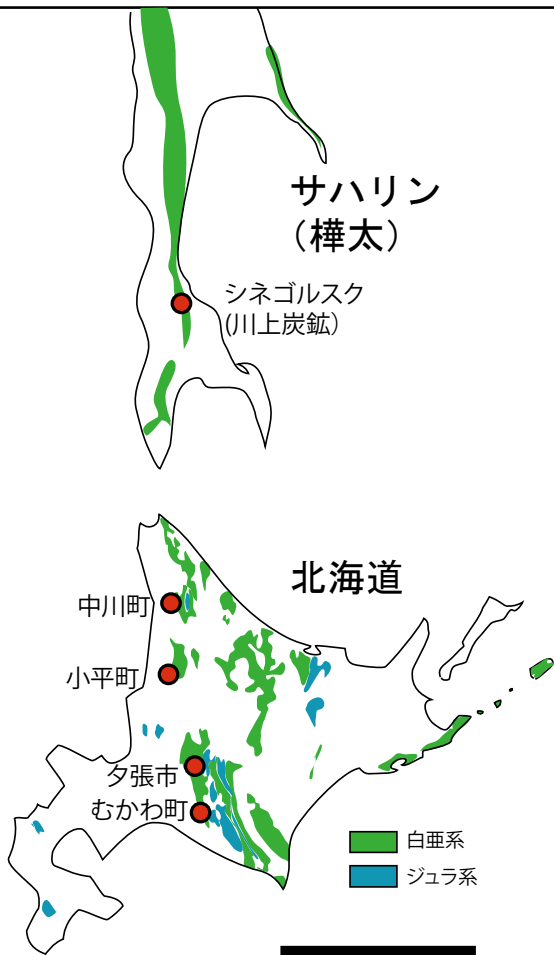 サハリン
（樺太）
シネゴルスク
(川上炭鉱）
北海道
中川町
小平町
夕張市
むかわ町
白亜系
ジュラ系